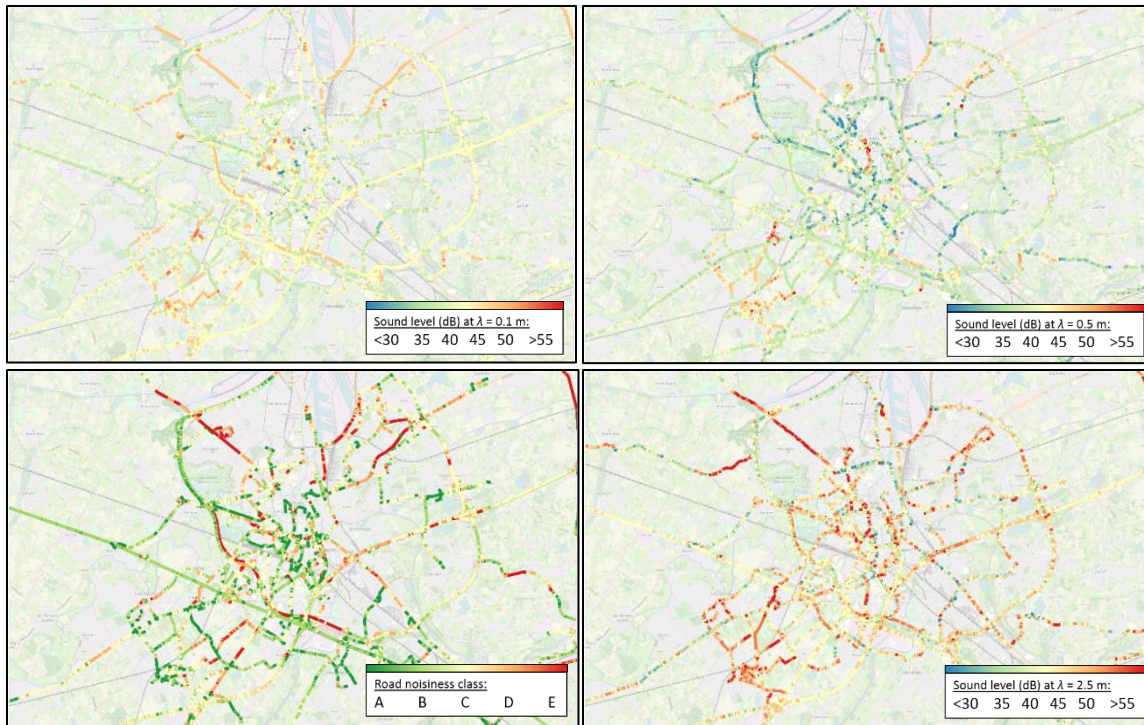 Sound level (dB) at λ = 0.1 m:
<30 35 40 45 50 >55
Sound level (dB) at λ = 0.5 m:
<30 35 40 45 50 >55
Road noisiness class:
A B C D E
Sound level (dB) at λ = 2.5 m:
<30 35 40 45 50 >55